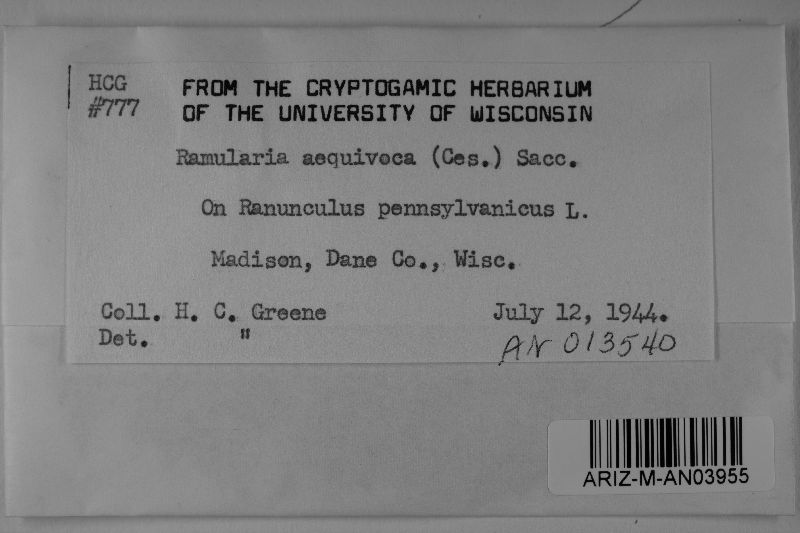 HCG
#777
FROM THE CRYPTOGAMIC HERBARIUM
OF THE UNIVERSITY OF WISCONSIN
Ramularia aequivoca (Ces.) Sacc.
On Ranunculus pennsylvanicus L.
Madison, Dane Co., Wisc.
Coll. H. C. Greene July 12, 1944.
Det. "
AN 013540
ARIZ-M-AN03955